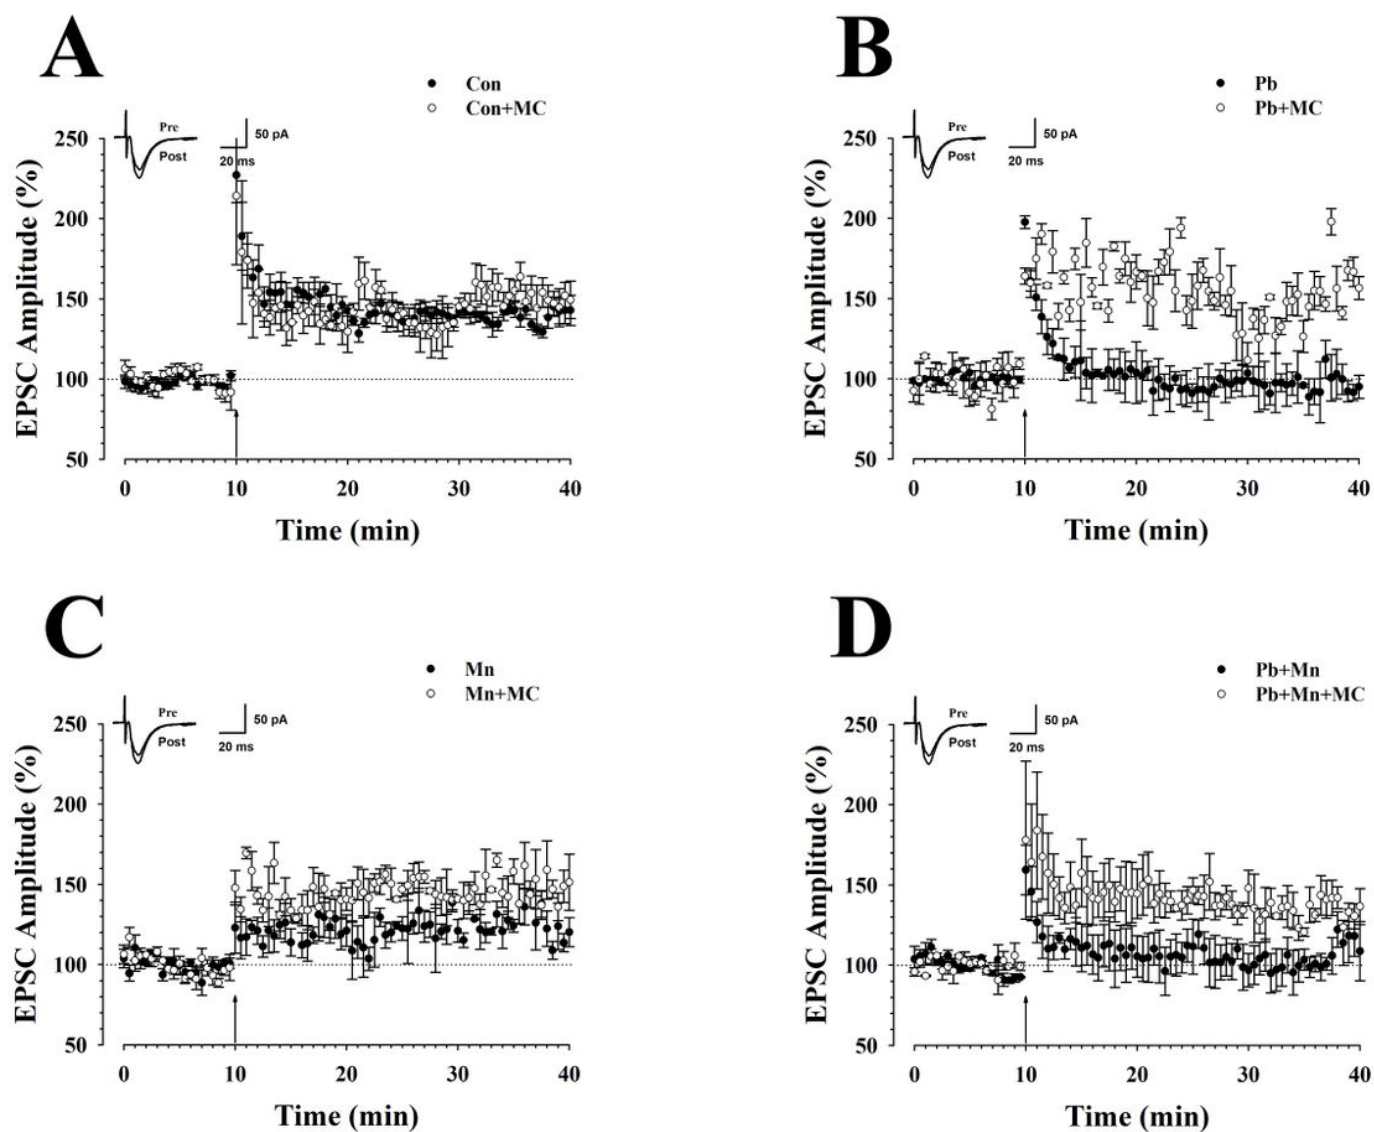 A
Con
Con+MC
Pre
Post
50 pA
20 ms
EPSC Amplitude (%)
250
200
150
100
50
0 10 20 30 40
Time (min)
B
Pb
Pb+MC
Pre
Post
50 pA
20 ms
EPSC Amplitude (%)
250
200
150
100
50
0 10 20 30 40
Time (min)
C
Mn
Mn+MC
Pre
Post
50 pA
20 ms
EPSC Amplitude (%)
250
200
150
100
50
0 10 20 30 40
Time (min)
D
Pb+Mn
Pb+Mn+MC
Pre
Post
50 pA
20 ms
EPSC Amplitude (%)
250
200
150
100
50
0 10 20 30 40
Time (min)